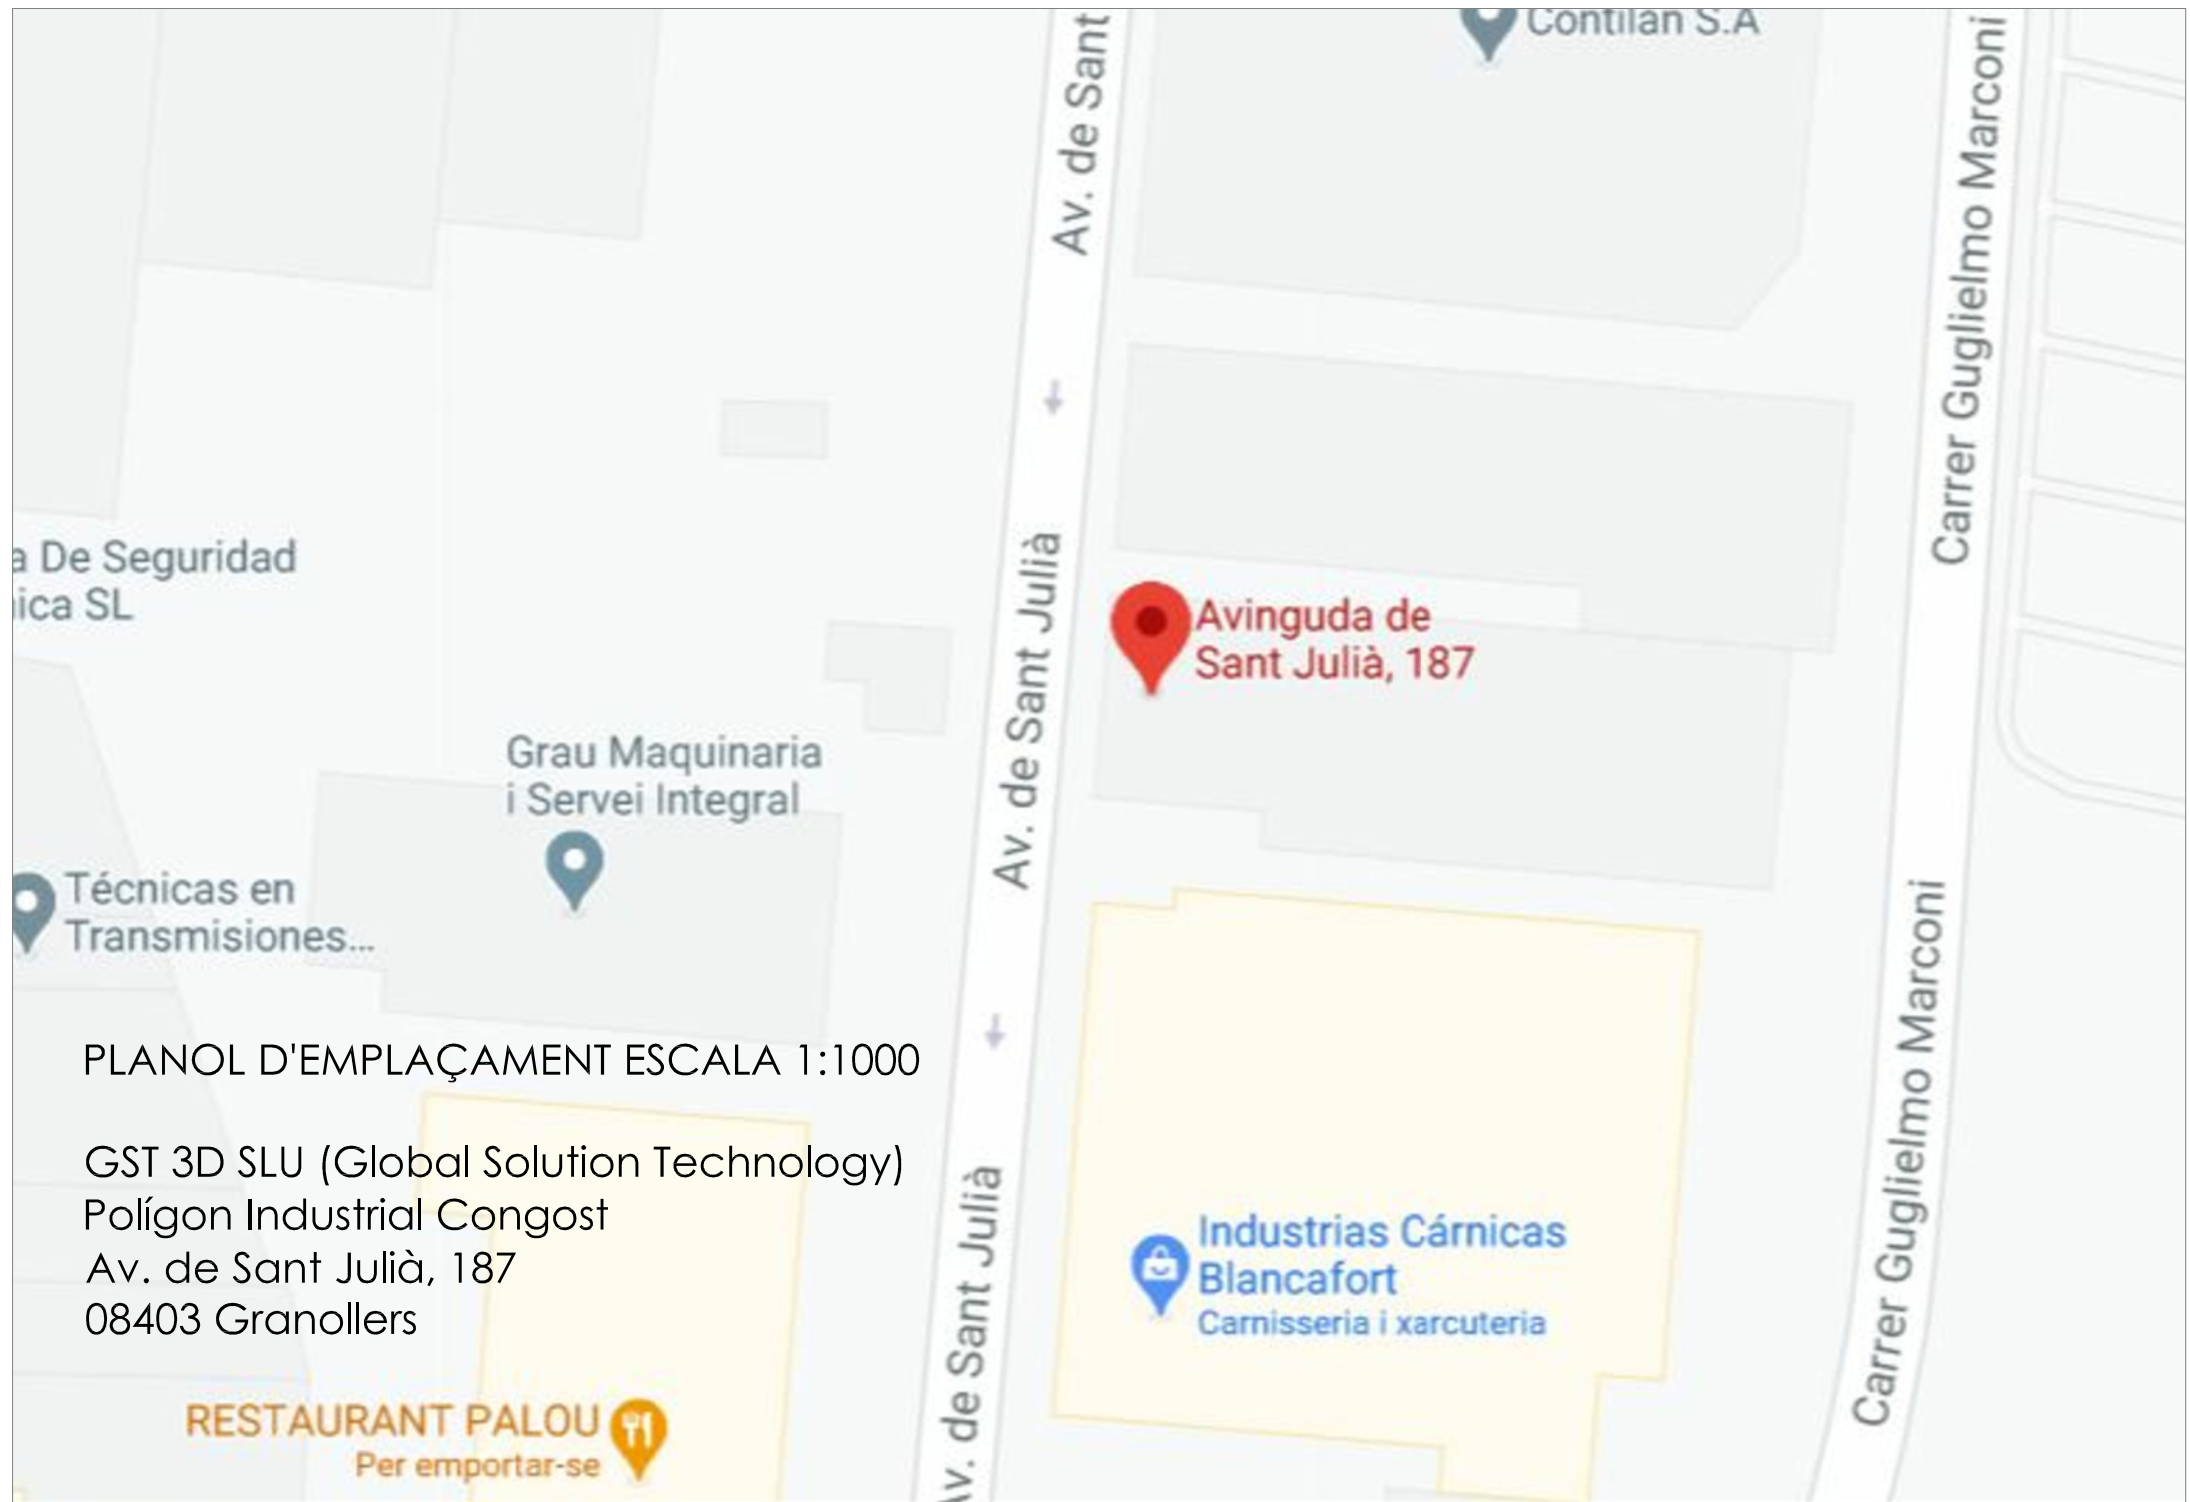 Contilan S.A
Av. de Sant
Carrer Guglielmo Marconi
a De Seguridad
ica SL
Av. de Sant Julià
Avinguda de
Sant Julià, 187
Grau Maquinaria
i Servei Integral
Técnicas en
Transmisiones...
Carrer Guglielmo Marconi
PLANOL D'EMPLAÇAMENT ESCALA 1:1000
GST 3D SLU (Global Solution Technology)
Polígon Industrial Congost
Av. de Sant Julià, 187
08403 Granollers
Av. de Sant Julià
Industrias Cárnicas
Blancafort
Carnisseria i xarcuteria
RESTAURANT PALOU
Per emportar-se